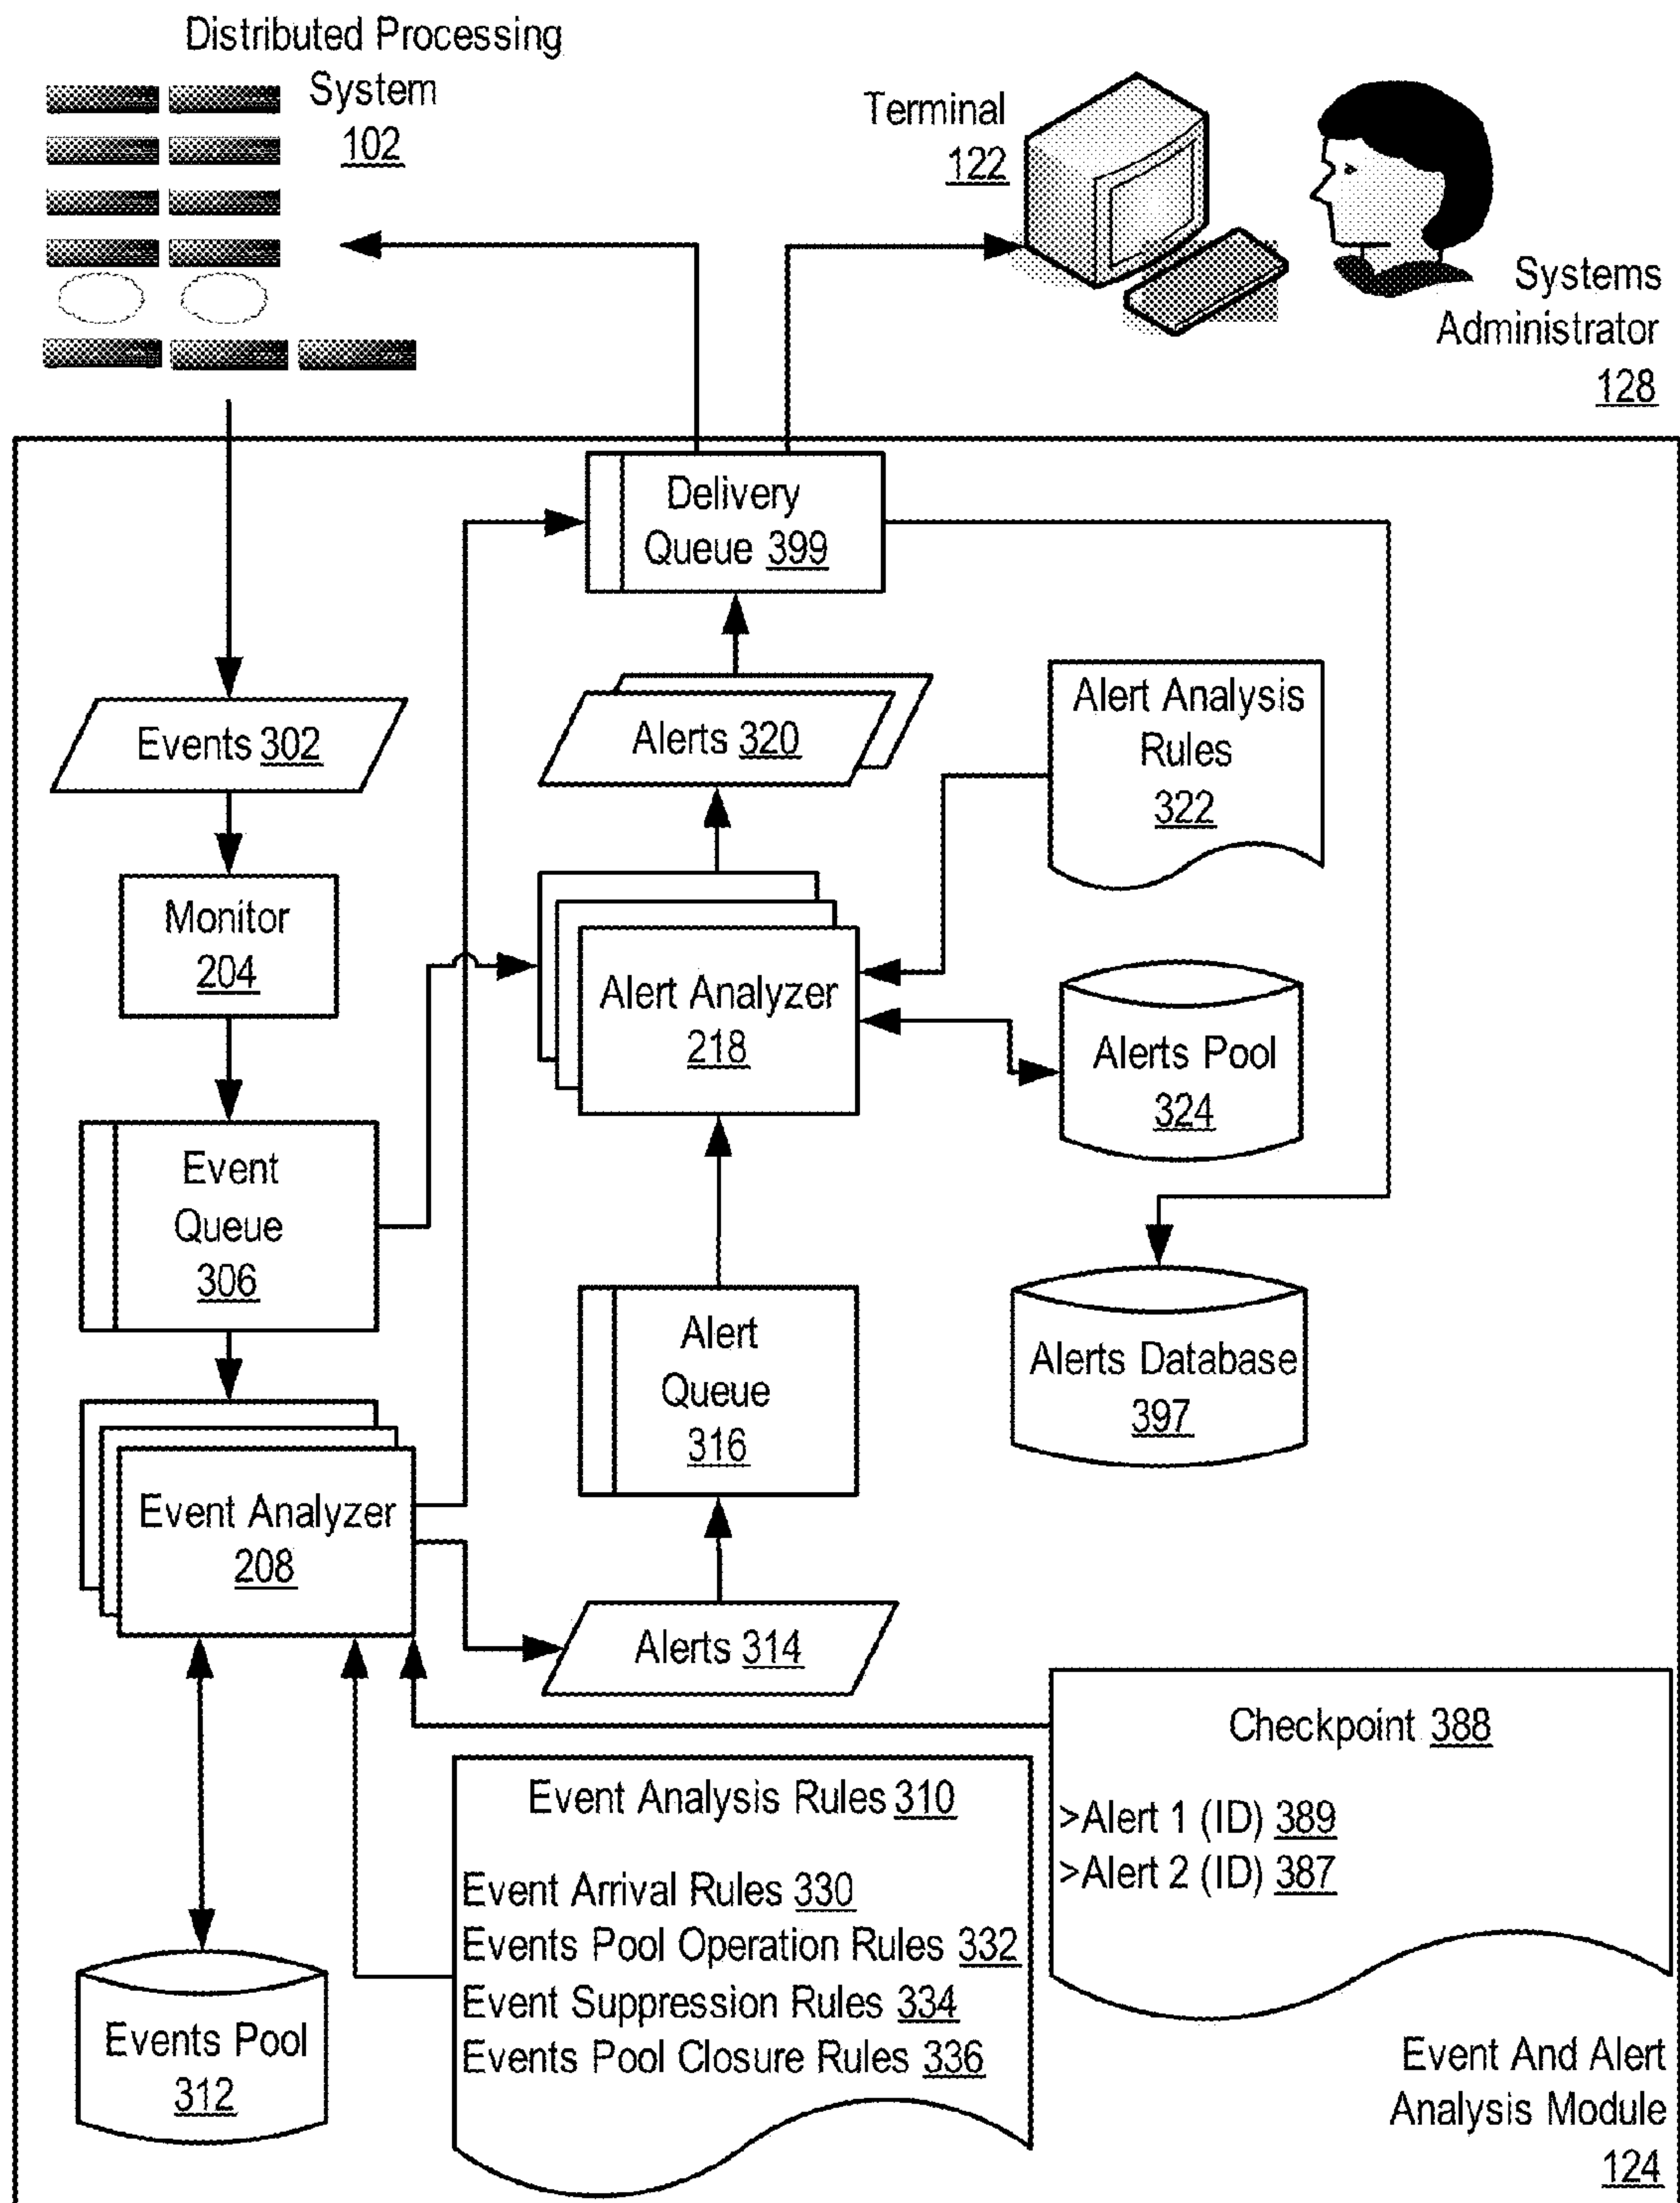 Distributed Processing
System
102
Terminal
122
Systems
Administrator
128
Delivery
Queue 399
Events 302
Alerts 320
Alert Analysis
Rules
322
Monitor
204
Alert Analyzer
218
Alerts Pool
324
Event
Queue
306
Alert
Queue
316
Alerts Database
397
Event Analyzer
208
Alerts 314
Checkpoint 388
>Alert 1 (ID) 389
>Alert 2 (ID) 387
Event Analysis Rules 310
Event Arrival Rules 330
Events Pool Operation Rules 332
Event Suppression Rules 334
Events Pool Closure Rules 336
Events Pool
312
Event And Alert
Analysis Module
124